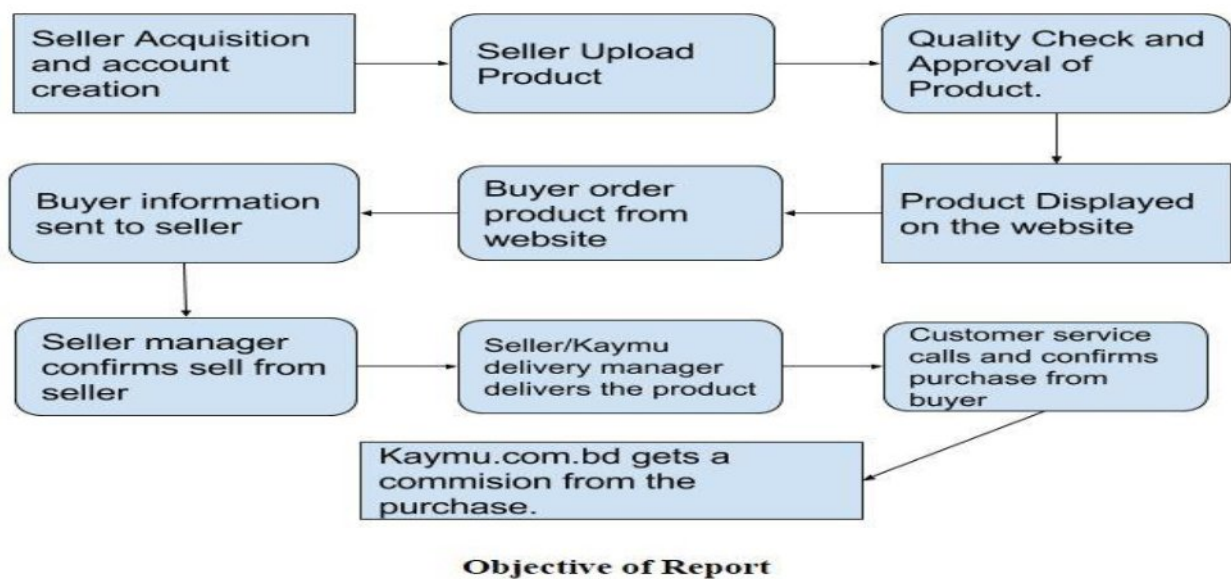 Seller Acquisition
and account
creation
Seller Upload
Product
Quality Check and
Approval of
Product.
Product Displayed
on the website
Buyer order
product from
website
Buyer information
sent to seller
Seller manager
confirms sell from
seller
Seller/Kaymu
delivery manager
delivers the product
Customer service
calls and confirms
purchase from
buyer
Kaymu.com.bd gets a
commision from the
purchase.
Objective of Report